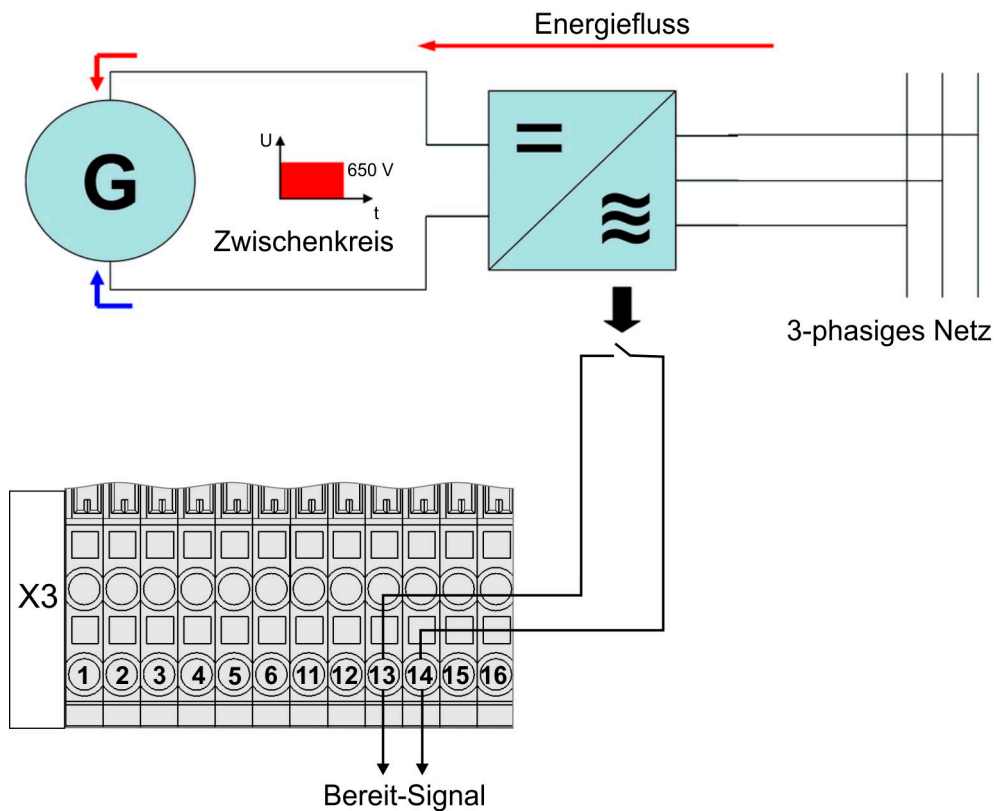 Energiefluss
G
U
650 V
t
Zwischenkreis
3-phasiges Netz
X3
1 2 3 4 5 6 11 12 13 14 15 16
Bereit-Signal